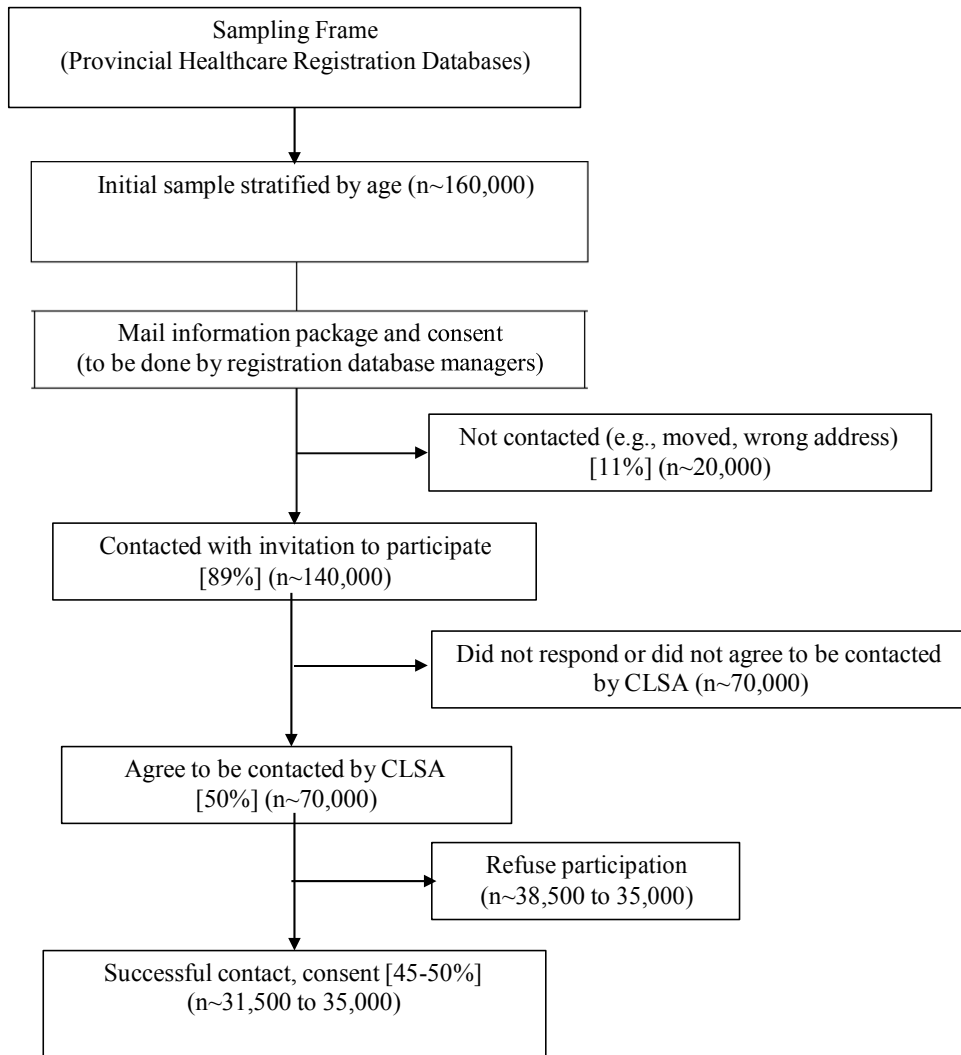 Sampling Frame
(Provincial Healthcare Registration Databases)
Initial sample stratified by age (n~160,000)
Mail information package and consent
(to be done by registration database managers)
Not contacted (e.g., moved, wrong address)
[11%] (n~20,000)
Contacted with invitation to participate
[89%] (n~140,000)
Did not respond or did not agree to be contacted
by CLSA (n~70,000)
Agree to be contacted by CLSA
[50%] (n~70,000)
Refuse participation
(n~38,500 to 35,000)
Successful contact, consent [45-50%]
(n~31,500 to 35,000)